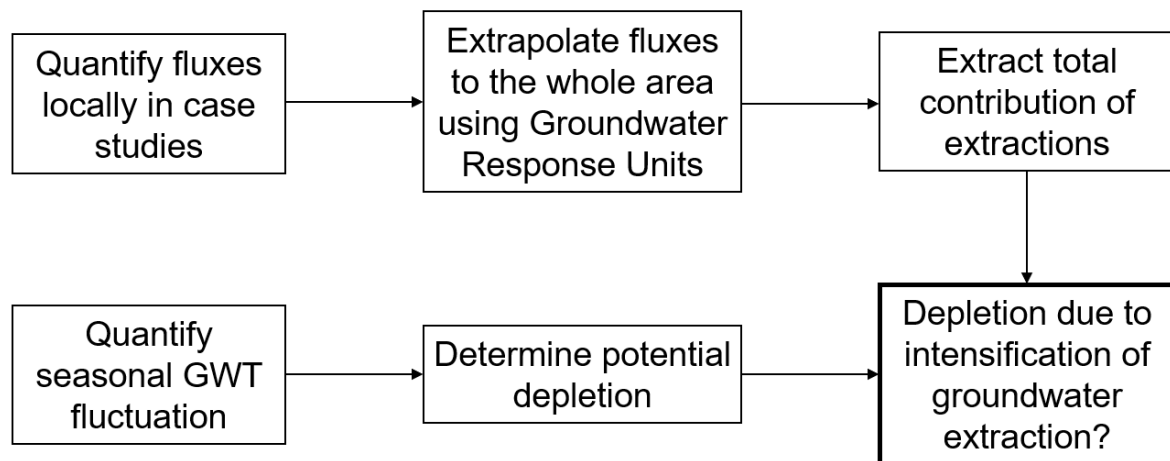 Quantify fluxes
locally in case
studies
Extrapolate fluxes
to the whole area
using Groundwater
Response Units
Extract total
contribution of
extractions
Quantify
seasonal GWT
fluctuation
Determine potential
depletion
Depletion due to
intensification of
groundwater
extraction?